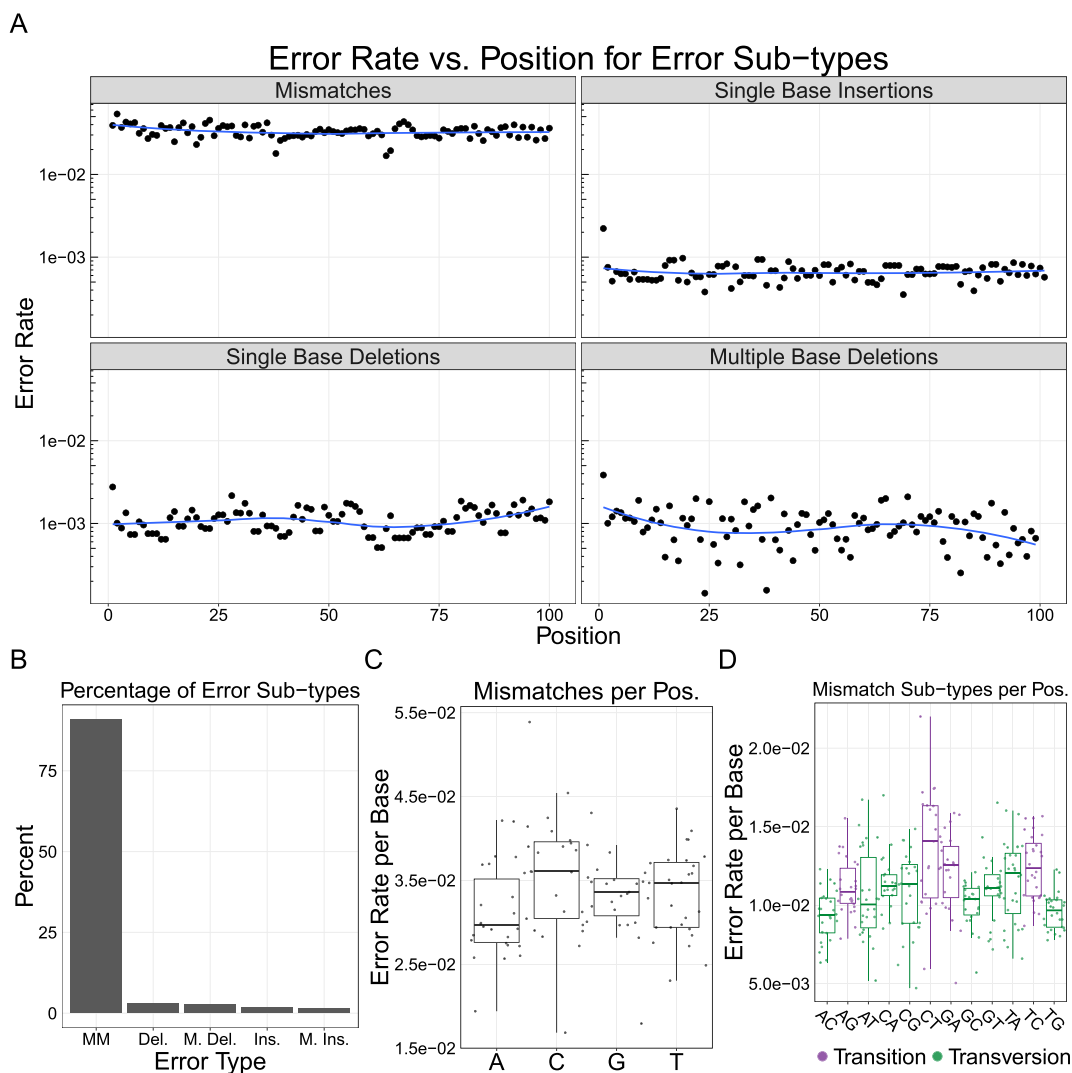 A
Error Rate vs. Position for Error Sub−types
Mismatches
Single Base Insertions
1e−02
1e−03
Single Base Deletions
Multiple Base Deletions
1e−02
1e−03
Error Rate
0 25 50 75 100 0 25 50 75 100
Position
B
Percentage of Error Sub−types
75
50
25
0
Percent
MM Del. M. Del. Ins. M. Ins.
Error Type
C
Mismatches per Pos.
5.5e−02
4.5e−02
3.5e−02
2.5e−02
1.5e−02
Error Rate per Base
A C G T
D
Mismatch Sub−types per Pos.
2.0e−02
1.5e−02
1.0e−02
5.0e−03
Error Rate per Base
AC AG AT CA CG CT GA GC GT TA TC TG
Transition Transversion